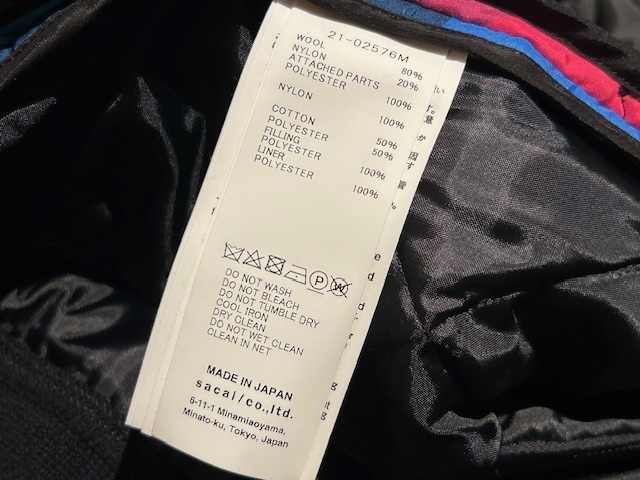 21-02576M
WOOL 80%
NYLON 20%
ATTACHED PARTS
POLYESTER 100%
NYLON 100%
COTTON 50%
POLYESTER 50%
FILLING
POLYESTER 100%
LINER
POLYESTER 100%
P W
DO NOT WASH
DO NOT BLEACH
DO NOT TUMBLE DRY
COOL IRON
DRY CLEAN
DO NOT WET CLEAN
CLEAN IN NET
MADE IN JAPAN
sacai/co.,ltd.
6-11-1 Minamiaoyama,
Minato-ku, Tokyo, Japan